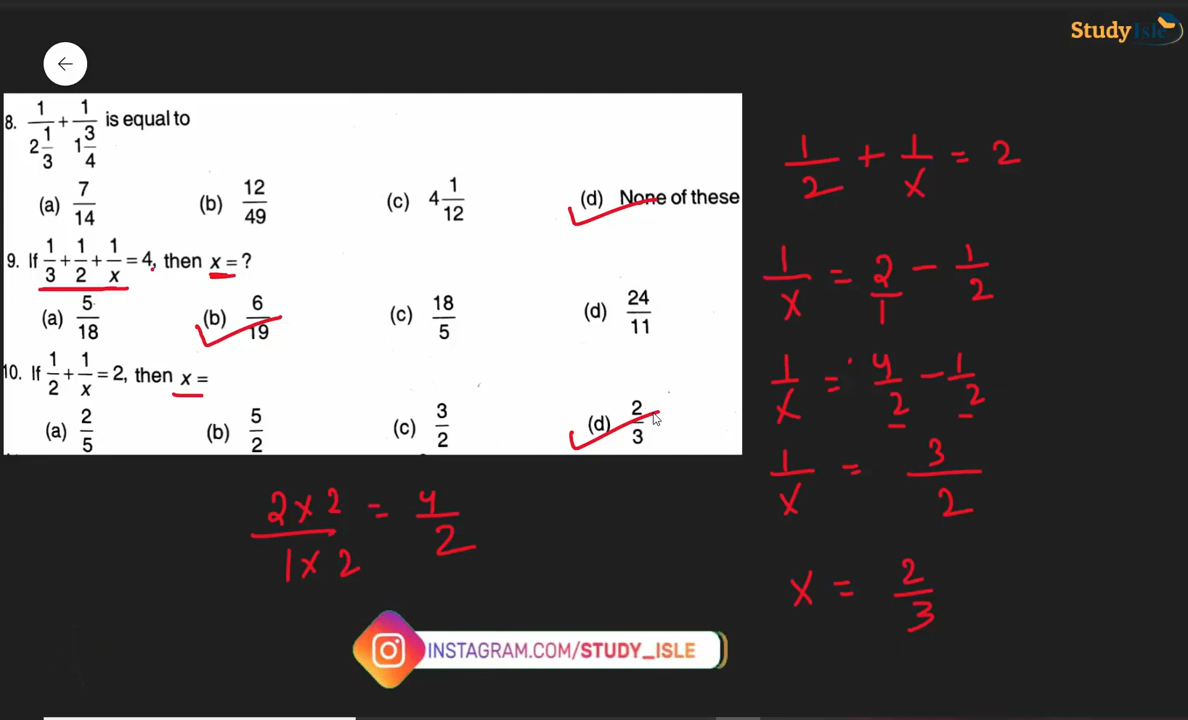 Study Isle
8. 1/(2 1/3) + 1/(1 3/4) is equal to
(a) 7/14 (b) 12/49 (c) 4 1/12 (d) None of these
9. If 1/3 + 1/2 + 1/x = 4, then x = ?
(a) 5/18 (b) 6/19 (c) 18/5 (d) 24/11
10. If 1/2 + 1/x = 2, then x =
(a) 2/5 (b) 5/2 (c) 3/2 (d) 2/3
1/2 + 1/x = 2
1/x = 2/1 - 1/2
1/x = 4/2 - 1/2
1/x = 3/2
x = 2/3
2 x 2 / 1 x 2 = 4/2
INSTAGRAM.COM/STUDY_ISLE